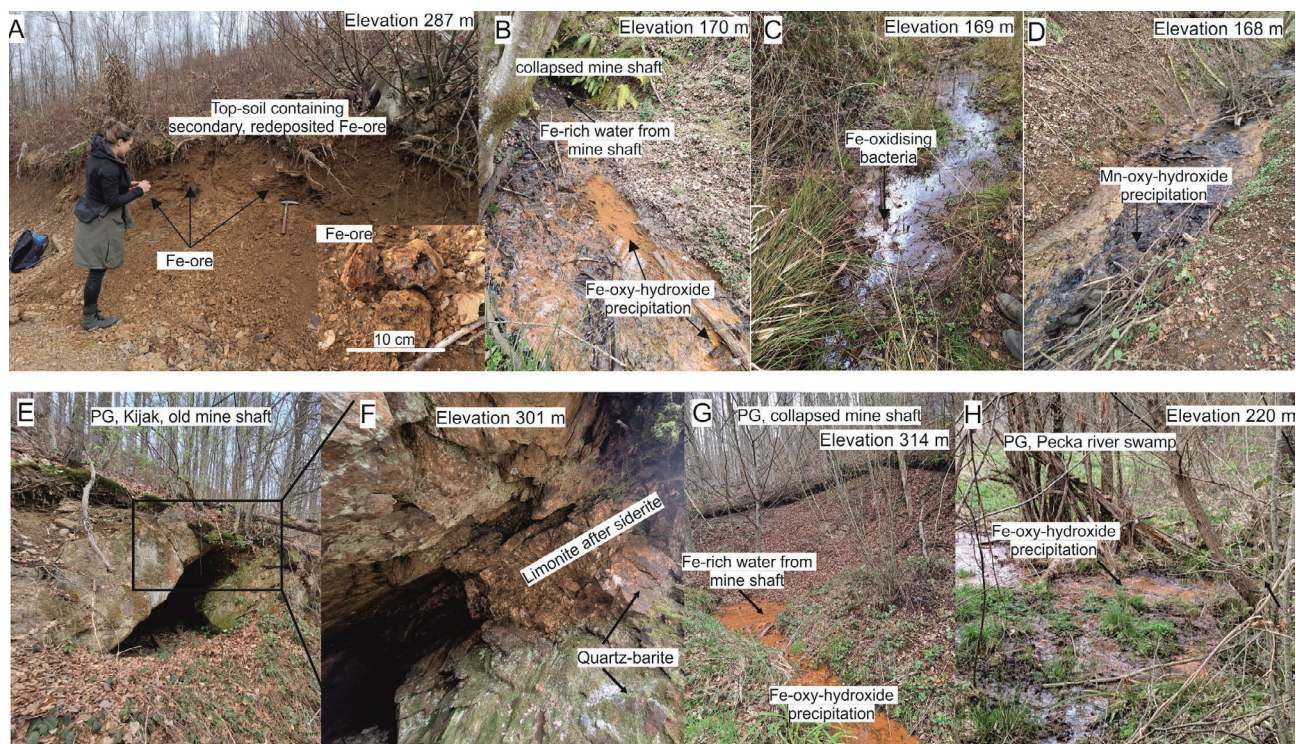 A
Elevation 287 m
Top-soil containing
secondary, redeposited Fe-ore
Fe-ore
Fe-ore
10 cm
B
Elevation 170 m
collapsed mine shaft
Fe-rich water from
mine shaft
Fe-oxy-hydroxide
precipitation
C
Elevation 169 m
Fe-oxidising
bacteria
D
Elevation 168 m
Mn-oxy-hydroxide
precipitation
E
PG, Kijak, old mine shaft
F
Elevation 301 m
Limonite after siderite
Quartz-barite
G
PG, collapsed mine shaft
Elevation 314 m
Fe-rich water from
mine shaft
Fe-oxy-hydroxide
precipitation
H
Elevation 220 m
PG, Pecka river swamp
Fe-oxy-hydroxide
precipitation